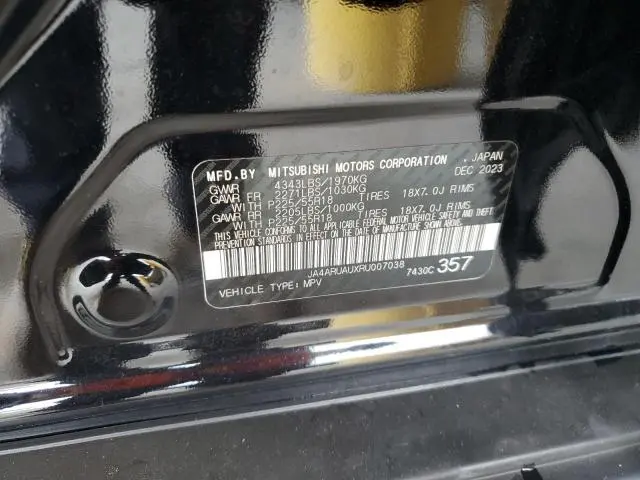 MFD.BY MITSUBISHI MOTORS CORPORATION , JAPAN
GVWR 4343LBS/1970KG DEC 2023
GAWR FR 2271LBS/1030KG
P225/55R18 TIRES 18X7.0J RIMS
GAWR RR 2205LBS/1000KG
P225/55R18 TIRES 18X7.0J RIMS
THIS VEHICLE CONFORMS TO ALL APPLICABLE FEDERAL MOTOR VEHICLE SAFETY AND THEFT
PREVENTION STANDARDS IN EFFECT ON THE DATE OF MANUFACTURE SHOWN ABOVE.
JA4ARUAUXRU007038
VEHICLE TYPE: MPV 7430C 357